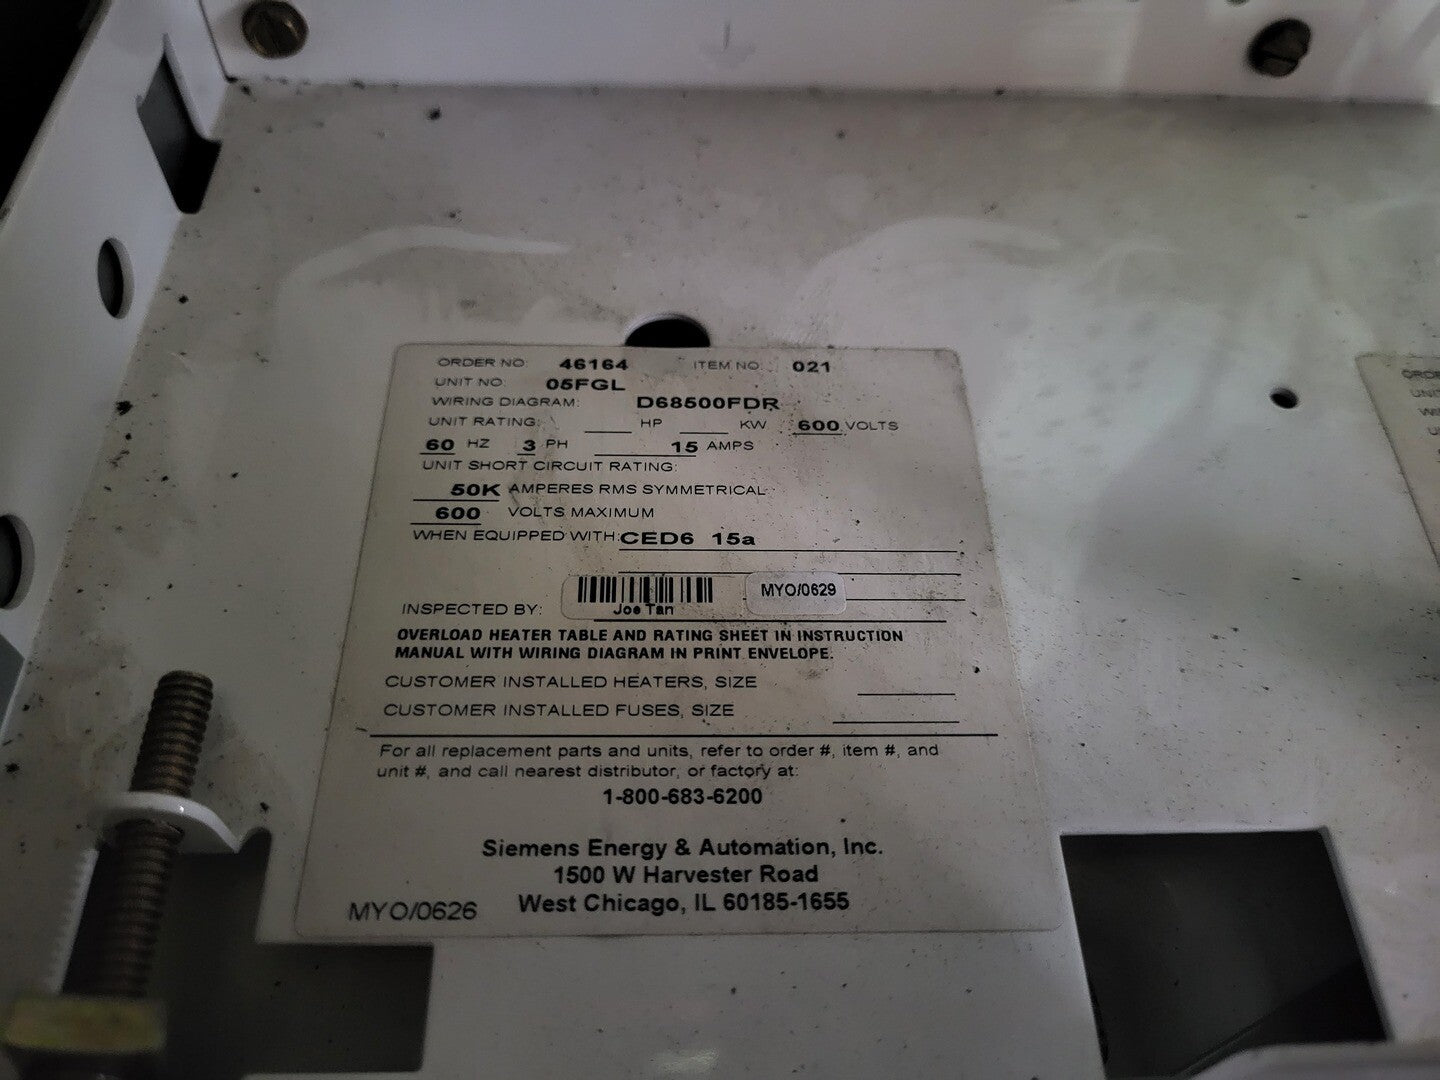 ORDER NO: 46164 ITEM NO: 021
UNIT NO: 05FGL
WIRING DIAGRAM: D68500FDR
UNIT RATING: ____ HP ____ KW 600 VOLTS
60 HZ 3 PH 15 AMPS
UNIT SHORT CIRCUIT RATING:
50K AMPERES RMS SYMMETRICAL
600 VOLTS MAXIMUM
WHEN EQUIPPED WITH: CED6 15a
MYO/0629
INSPECTED BY: Joe Tan
OVERLOAD HEATER TABLE AND RATING SHEET IN INSTRUCTION
MANUAL WITH WIRING DIAGRAM IN PRINT ENVELOPE.
CUSTOMER INSTALLED HEATERS, SIZE
CUSTOMER INSTALLED FUSES, SIZE
For all replacement parts and units, refer to order #, item #, and
unit #, and call nearest distributor, or factory at:
1-800-683-6200
Siemens Energy & Automation, Inc.
1500 W Harvester Road
West Chicago, IL 60185-1655
MYO/0626